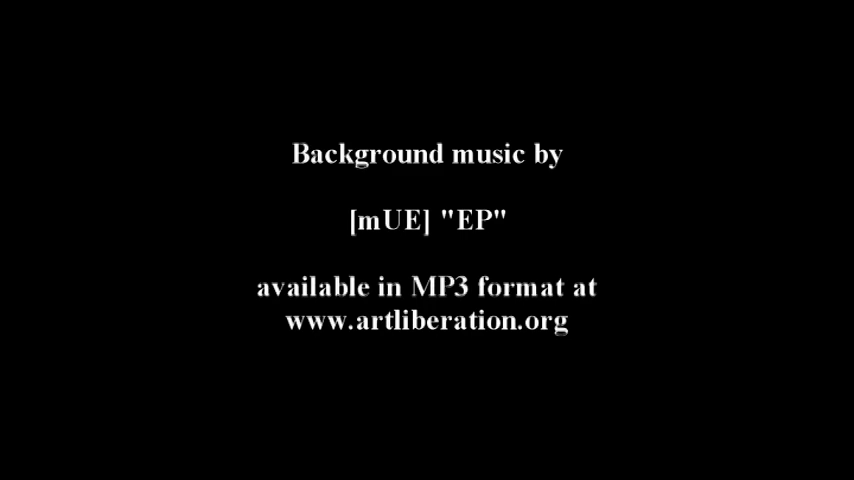 Background music by
[mUE] "EP"
available in MP3 format at
www.artliberation.org